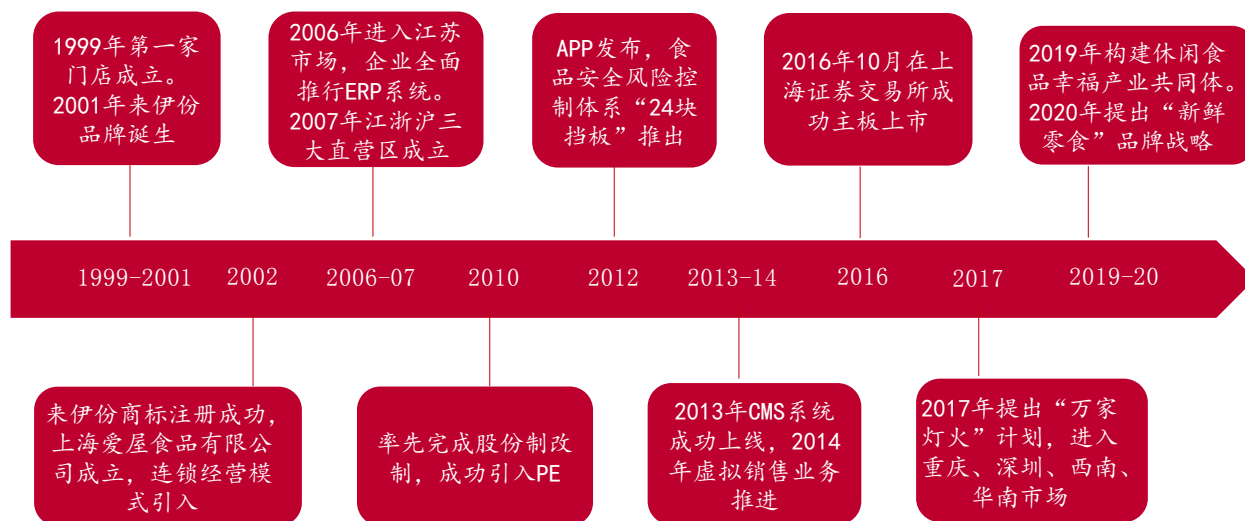 1999年第一家
门店成立。
2001年来伊份
品牌诞生
2006年进入江苏
市场，企业全面
推行ERP系统。
2007年江浙沪三
大直营区成立
APP发布，食
品安全风险控
制体系“24块
挡板”推出
2016年10月在上
海证券交易所成
功主板上市
2019年构建休闲食
品幸福产业共同体。
2020年提出“新鲜
零食”品牌战略
1999-2001
2002
2006-07
2010
2012
2013-14
2016
2017
2019-20
来伊份商标注册成功，
上海爱屋食品有限公
司成立，连锁经营模
式引入
率先完成股份制改
制，成功引入PE
2013年CMS系统
成功上线，2014
年虚拟销售业务
推进
2017年提出“万家
灯火”计划，进入
重庆、深圳、西南、
华南市场